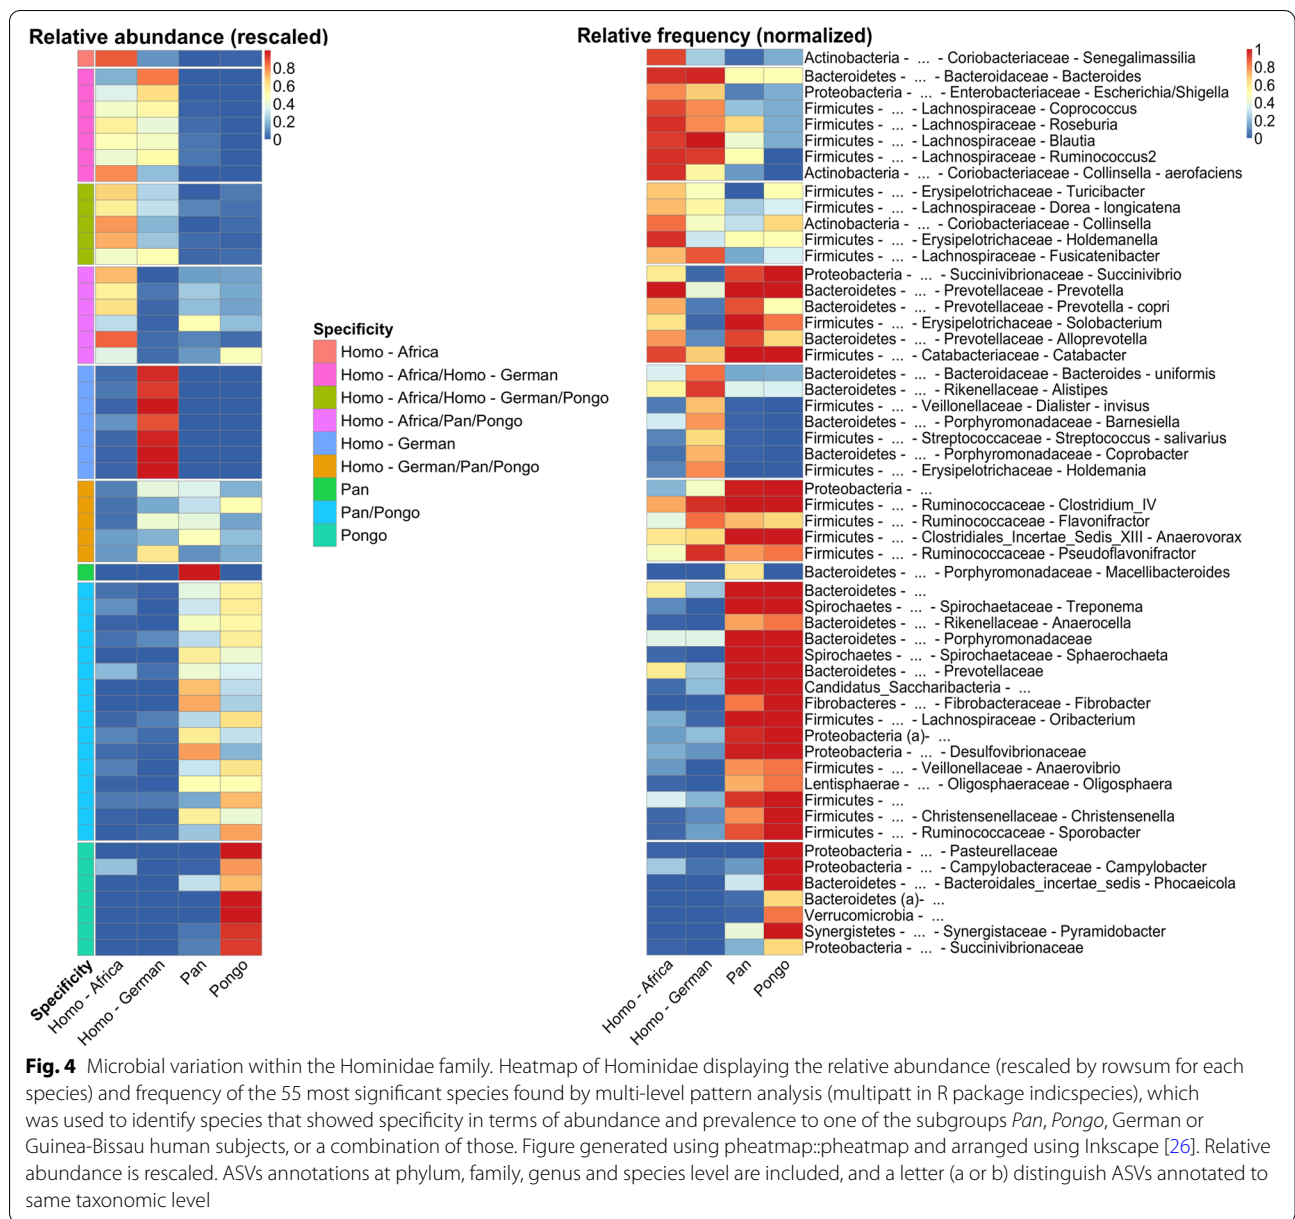 Relative abundance (rescaled)
0.8
0.6
0.4
0.2
0
Specificity
Homo - Africa
Homo - German
Pan
Pongo
Specificity
Homo - Africa
Homo - Africa/Homo - German
Homo - Africa/Homo - German/Pongo
Homo - Africa/Pan/Pongo
Homo - German
Homo - German/Pan/Pongo
Pan
Pan/Pongo
Pongo
Relative frequency (normalized)
Actinobacteria - ... - Coriobacteriaceae - Senegalimassilia
Bacteroidetes - ... - Bacteroidaceae - Bacteroides
Proteobacteria - ... - Enterobacteriaceae - Escherichia/Shigella
Firmicutes - ... - Lachnospiraceae - Coprococcus
Firmicutes - ... - Lachnospiraceae - Roseburia
Firmicutes - ... - Lachnospiraceae - Blautia
Firmicutes - ... - Lachnospiraceae - Ruminococcus2
Actinobacteria - ... - Coriobacteriaceae - Collinsella - aerofaciens
Firmicutes - ... - Erysipelotrichaceae - Turicibacter
Firmicutes - ... - Lachnospiraceae - Dorea - longicatena
Actinobacteria - ... - Coriobacteriaceae - Collinsella
Firmicutes - ... - Erysipelotrichaceae - Holdemanella
Firmicutes - ... - Lachnospiraceae - Fusicatenibacter
Proteobacteria - ... - Succinivibrionaceae - Succinivibrio
Bacteroidetes - ... - Prevotellaceae - Prevotella
Bacteroidetes - ... - Prevotellaceae - Prevotella - copri
Firmicutes - ... - Erysipelotrichaceae - Solobacterium
Bacteroidetes - ... - Prevotellaceae - Alloprevotella
Firmicutes - ... - Catabacteriaceae - Catabacter
Bacteroidetes - ... - Bacteroidaceae - Bacteroides - uniformis
Bacteroidetes - ... - Rikenellaceae - Alistipes
Firmicutes - ... - Veillonellaceae - Dialister - invisus
Bacteroidetes - ... - Porphyromonadaceae - Barnesiella
Firmicutes - ... - Streptococcaceae - Streptococcus - salivarius
Bacteroidetes - ... - Porphyromonadaceae - Coprobacter
Firmicutes - ... - Erysipelotrichaceae - Holdemania
Proteobacteria - ...
Firmicutes - ... - Ruminococcaceae - Clostridium_IV
Firmicutes - ... - Ruminococcaceae - Flavonifractor
Firmicutes - ... - Clostridiales_Incertae_Sedis_XIII - Anaerovorax
Firmicutes - ... - Ruminococcaceae - Pseudoflavonifractor
Bacteroidetes - ... - Porphyromonadaceae - Macellibacteroides
Bacteroidetes - ...
Spirochaetes - ... - Spirochaetaceae - Treponema
Bacteroidetes - ... - Rikenellaceae - Anaerocella
Bacteroidetes - ... - Porphyromonadaceae
Spirochaetes - ... - Spirochaetaceae - Sphaerochaeta
Bacteroidetes - ... - Prevotellaceae
Candidatus_Saccharibacteria - ...
Fibrobacteres - ... - Fibrobacteraceae - Fibrobacter
Firmicutes - ... - Lachnospiraceae - Oribacterium
Proteobacteria (a)- ...
Proteobacteria - ... - Desulfovibrionaceae
Firmicutes - ... - Veillonellaceae - Anaerovibrio
Lentisphaerae - ... - Oligosphaeraceae - Oligosphaera
Firmicutes - ...
Firmicutes - ... - Christensenellaceae - Christensenella
Firmicutes - ... - Ruminococcaceae - Sporobacter
Proteobacteria - ... - Pasteurellaceae
Proteobacteria - ... - Campylobacteraceae - Campylobacter
Bacteroidetes - ... - Bacteroidales_incertae_sedis - Phocaeicola
Bacteroidetes (a)- ...
Verrucomicrobia - ...
Synergistetes - ... - Synergistaceae - Pyramidobacter
Proteobacteria - ... - Succinivibrionaceae
1
0.8
0.6
0.4
0.2
0
Homo - Africa
Homo - German
Pan
Pongo
Fig. 4 Microbial variation within the Hominidae family. Heatmap of Hominidae displaying the relative abundance (rescaled by rowsum for each
species) and frequency of the 55 most significant species found by multi-level pattern analysis (multipatt in R package indicspecies), which
was used to identify species that showed specificity in terms of abundance and prevalence to one of the subgroups Pan, Pongo, German or
Guinea-Bissau human subjects, or a combination of those. Figure generated using pheatmap::pheatmap and arranged using Inkscape [26]. Relative
abundance is rescaled. ASVs annotations at phylum, family, genus and species level are included, and a letter (a or b) distinguish ASVs annotated to
same taxonomic level